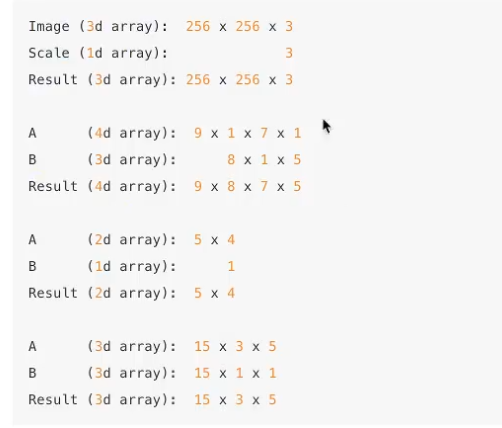 Image (3d array): 256 x 256 x 3
Scale (1d array): 3
Result (3d array): 256 x 256 x 3
A (4d array): 9 x 1 x 7 x 1
B (3d array): 8 x 1 x 5
Result (4d array): 9 x 8 x 7 x 5
A (2d array): 5 x 4
B (1d array): 1
Result (2d array): 5 x 4
A (3d array): 15 x 3 x 5
B (3d array): 15 x 1 x 1
Result (3d array): 15 x 3 x 5